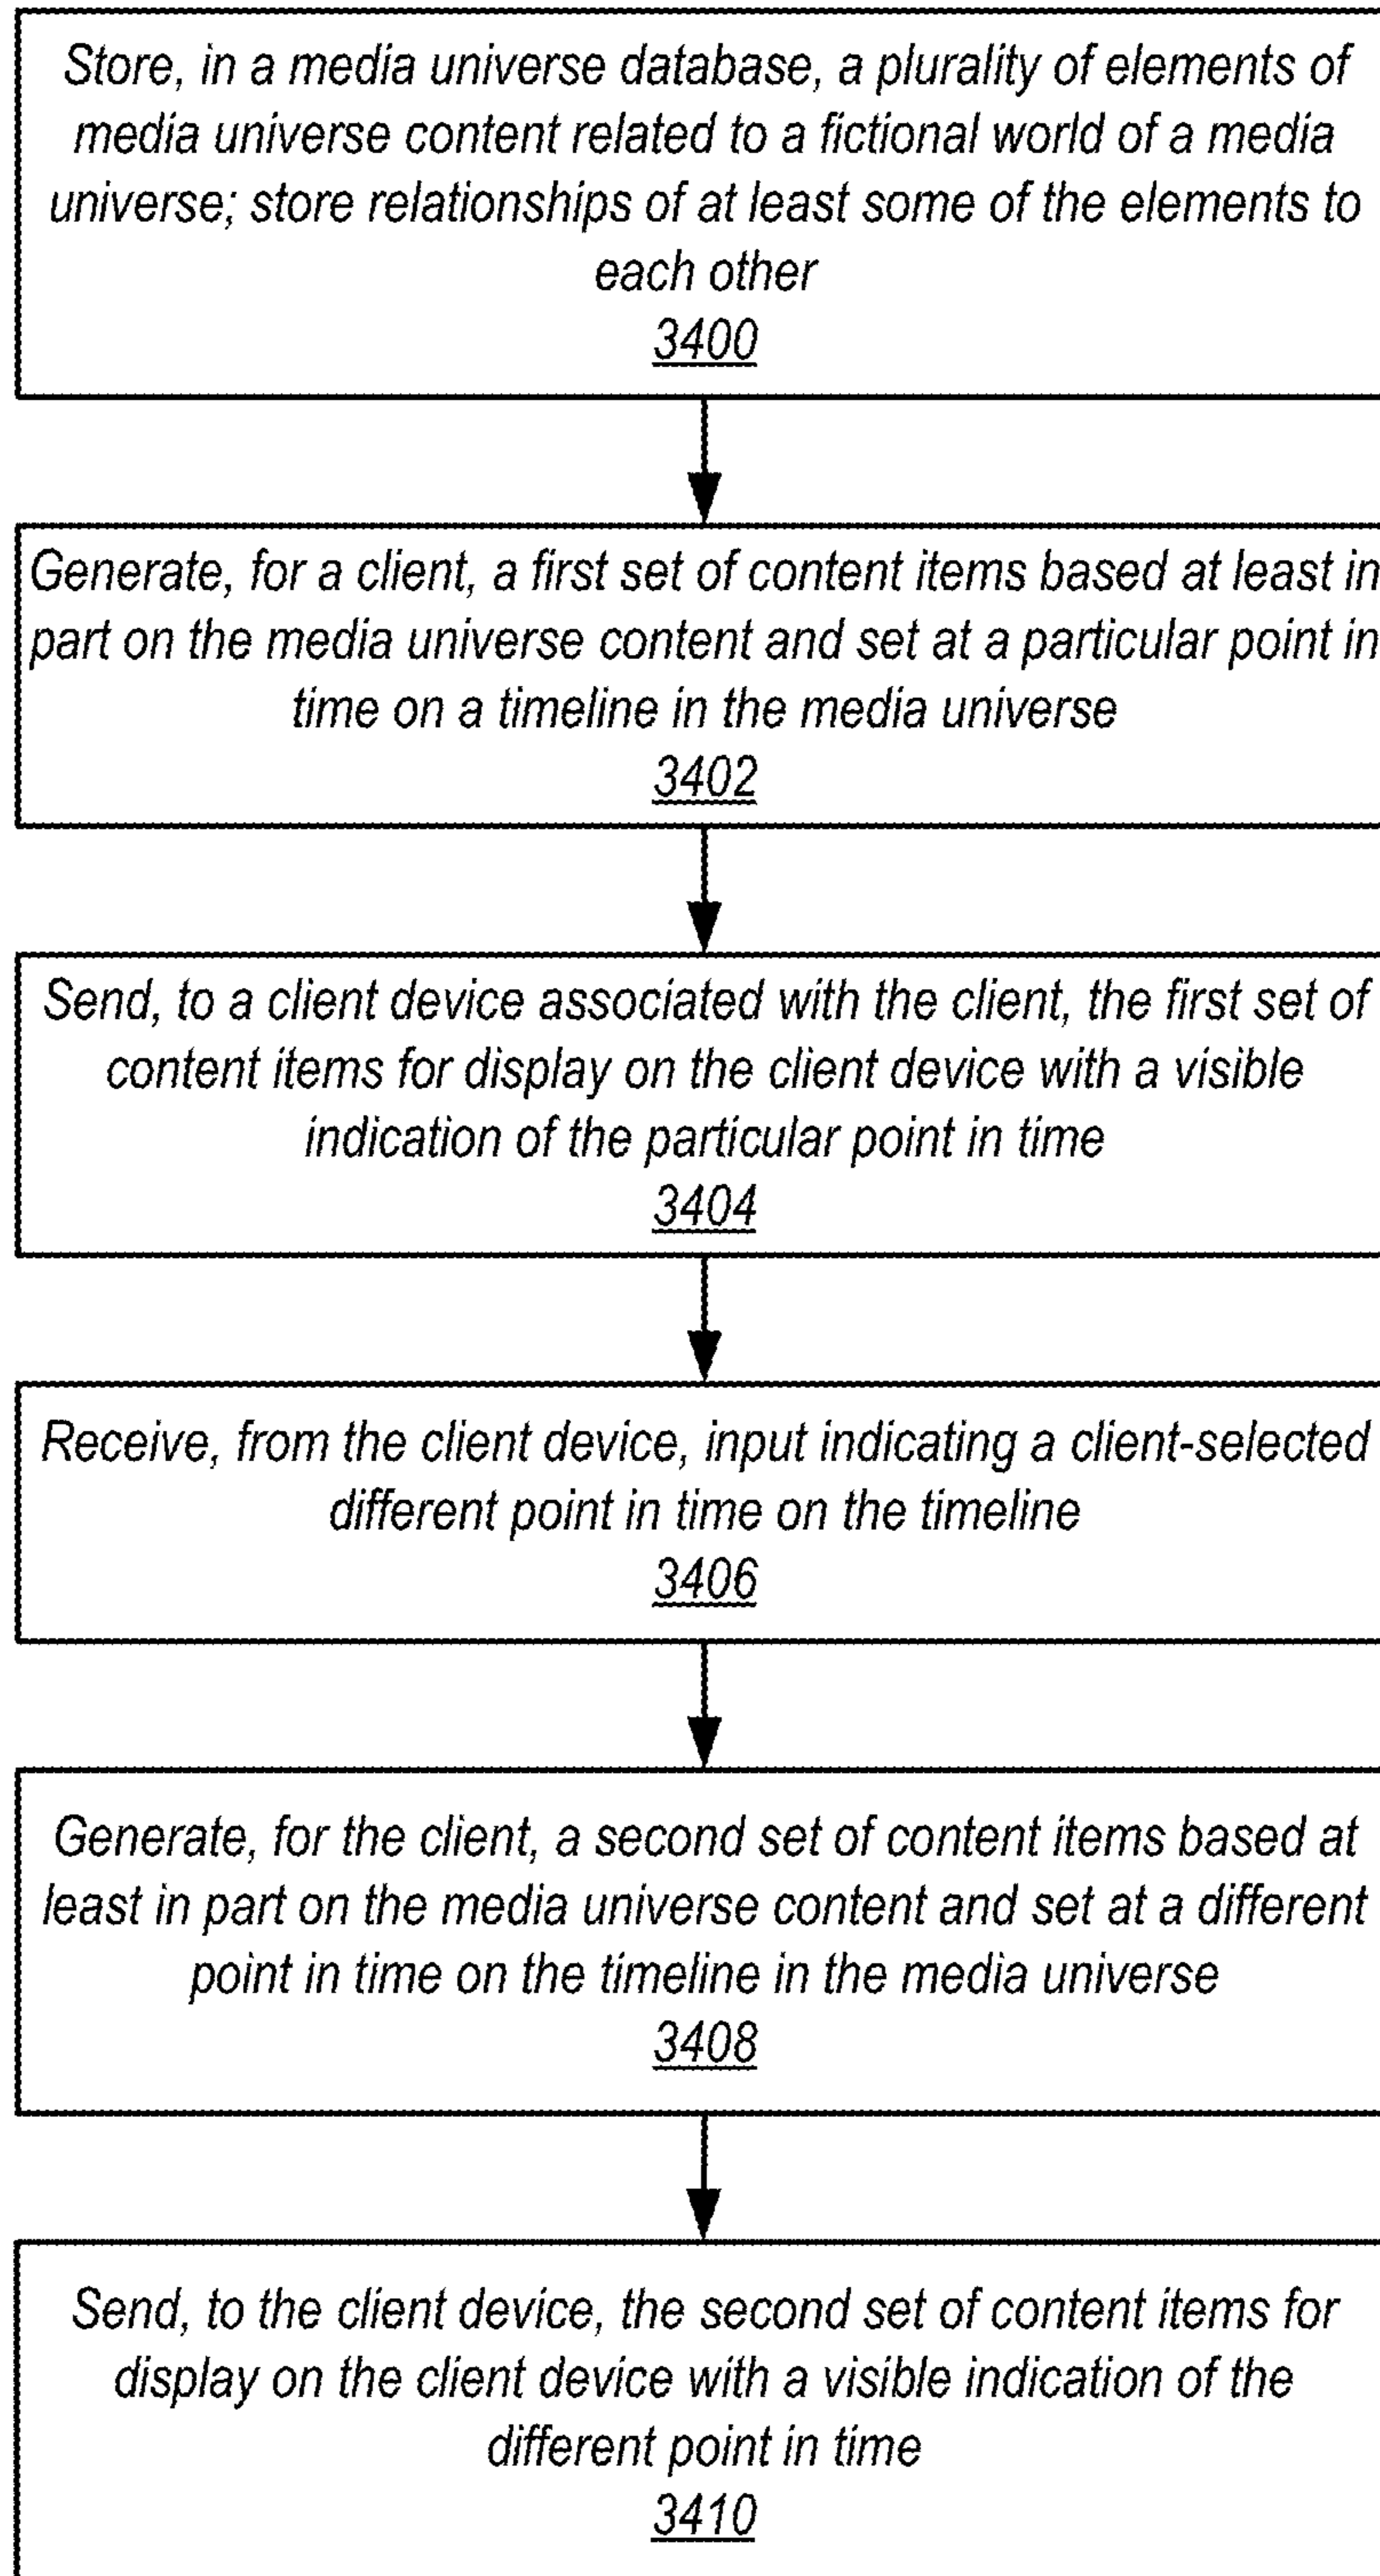 Store, in a media universe database, a plurality of elements of
media universe content related to a fictional world of a media
universe; store relationships of at least some of the elements to
each other
3400
Generate, for a client, a first set of content items based at least in
part on the media universe content and set at a particular point in
time on a timeline in the media universe
3402
Send, to a client device associated with the client, the first set of
content items for display on the client device with a visible
indication of the particular point in time
3404
Receive, from the client device, input indicating a client-selected
different point in time on the timeline
3406
Generate, for the client, a second set of content items based at
least in part on the media universe content and set at a different
point in time on the timeline in the media universe
3408
Send, to the client device, the second set of content items for
display on the client device with a visible indication of the
different point in time
3410